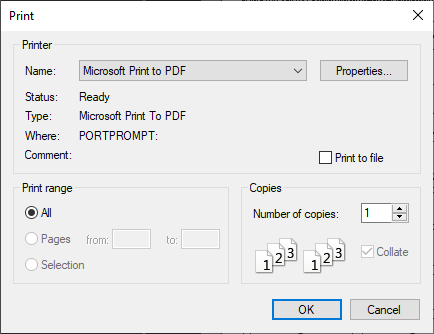 Print
Printer
Name: Microsoft Print to PDF Properties...
Status: Ready
Type: Microsoft Print To PDF
Where: PORTPROMPT:
Comment: Print to file
Print range
All
Pages from: to:
Selection
Copies
Number of copies: 1
1 2 3 1 2 3
Collate
OK Cancel